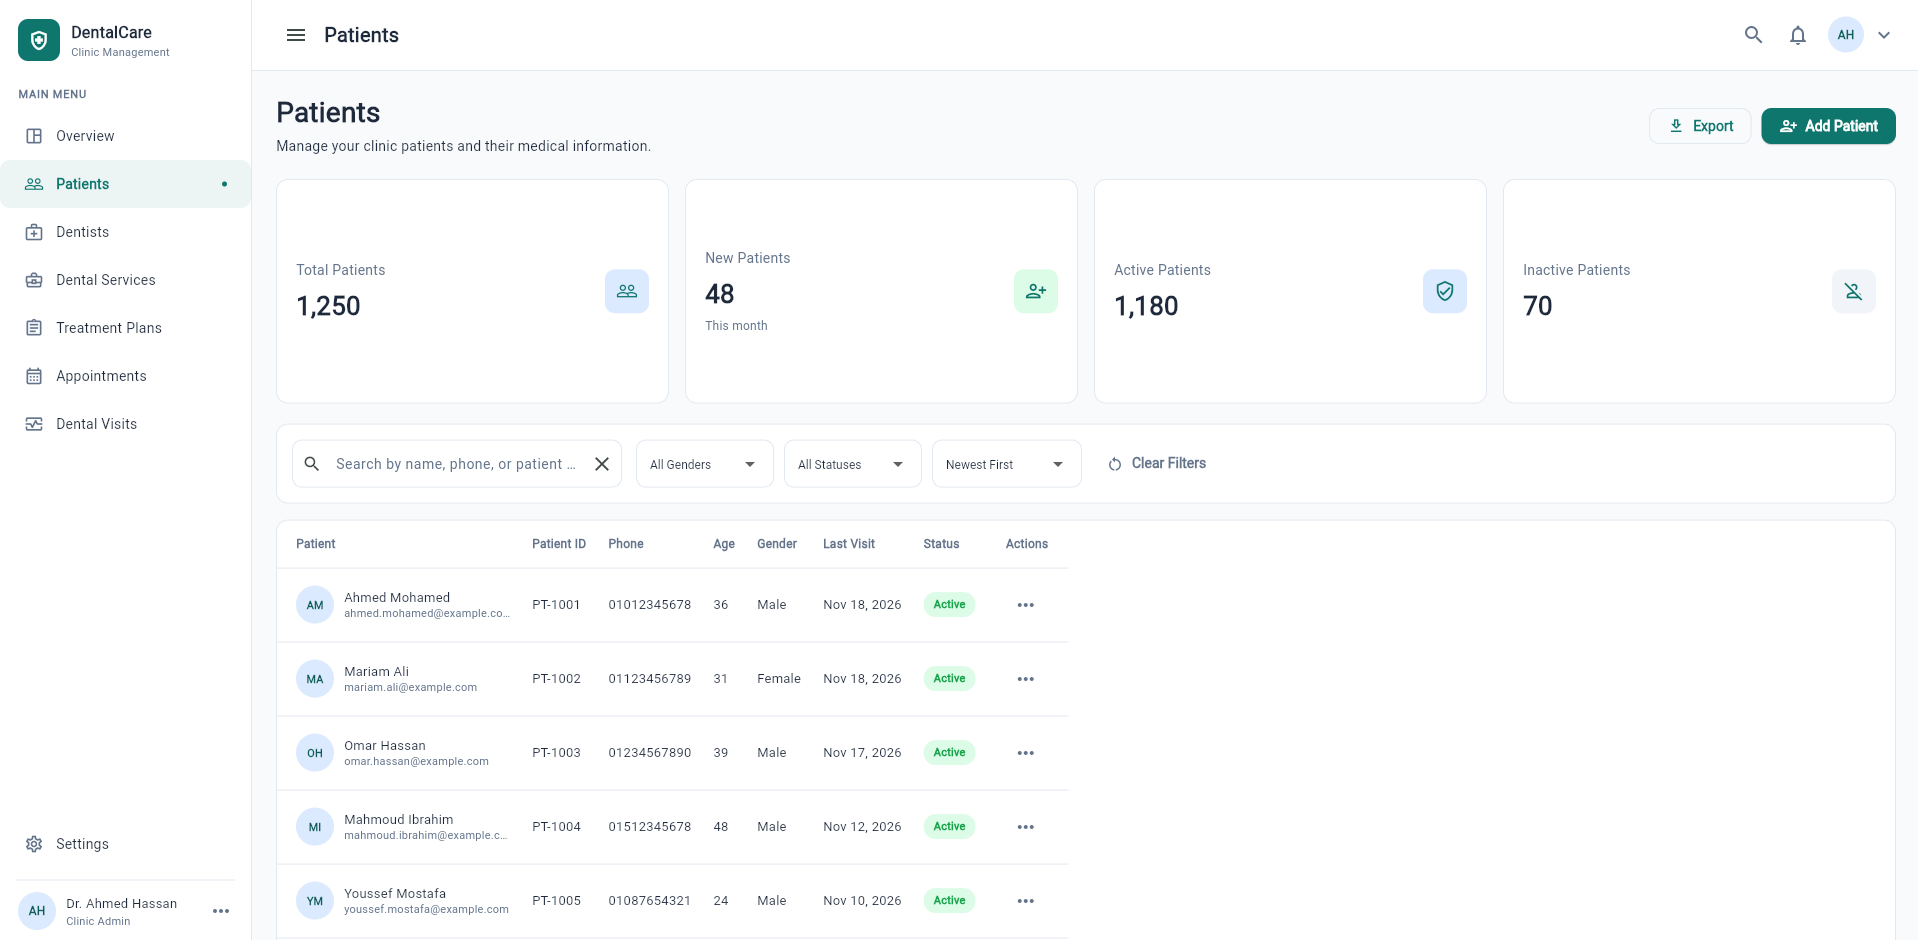 DentalCare
Clinic Management
MAIN MENU
Overview
Patients
Dentists
Dental Services
Treatment Plans
Appointments
Dental Visits
Settings
AH
Dr. Ahmed Hassan
Clinic Admin
Patients
AH
Patients
Manage your clinic patients and their medical information.
Export
Add Patient
Total Patients
1,250
New Patients
48
This month
Active Patients
1,180
Inactive Patients
70
Search by name, phone, or patient ...
All Genders
All Statuses
Newest First
Clear Filters
Patient Patient ID Phone Age Gender Last Visit Status Actions
AM Ahmed Mohamed PT-1001 01012345678 36 Male Nov 18, 2026 Active
ahmed.mohamed@example.co...
MA Mariam Ali PT-1002 01123456789 31 Female Nov 18, 2026 Active
mariam.ali@example.com
OH Omar Hassan PT-1003 01234567890 39 Male Nov 17, 2026 Active
omar.hassan@example.com
MI Mahmoud Ibrahim PT-1004 01512345678 48 Male Nov 12, 2026 Active
mahmoud.ibrahim@example.c...
YM Youssef Mostafa PT-1005 01087654321 24 Male Nov 10, 2026 Active
youssef.mostafa@example.com